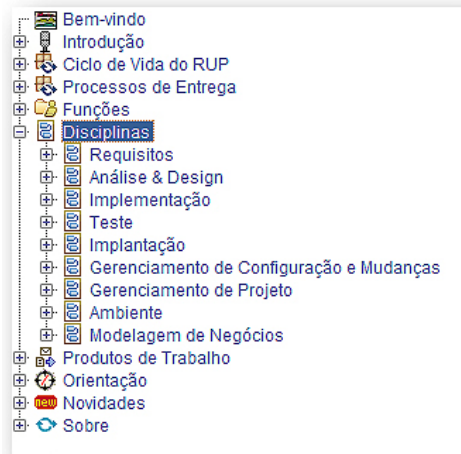 Bem-vindo
Introdução
Ciclo de Vida do RUP
Processos de Entrega
Funções
Disciplinas
Requisitos
Análise & Design
Implementação
Teste
Implantação
Gerenciamento de Configuração e Mudanças
Gerenciamento de Projeto
Ambiente
Modelagem de Negócios
Produtos de Trabalho
Orientação
new Novidades
Sobre